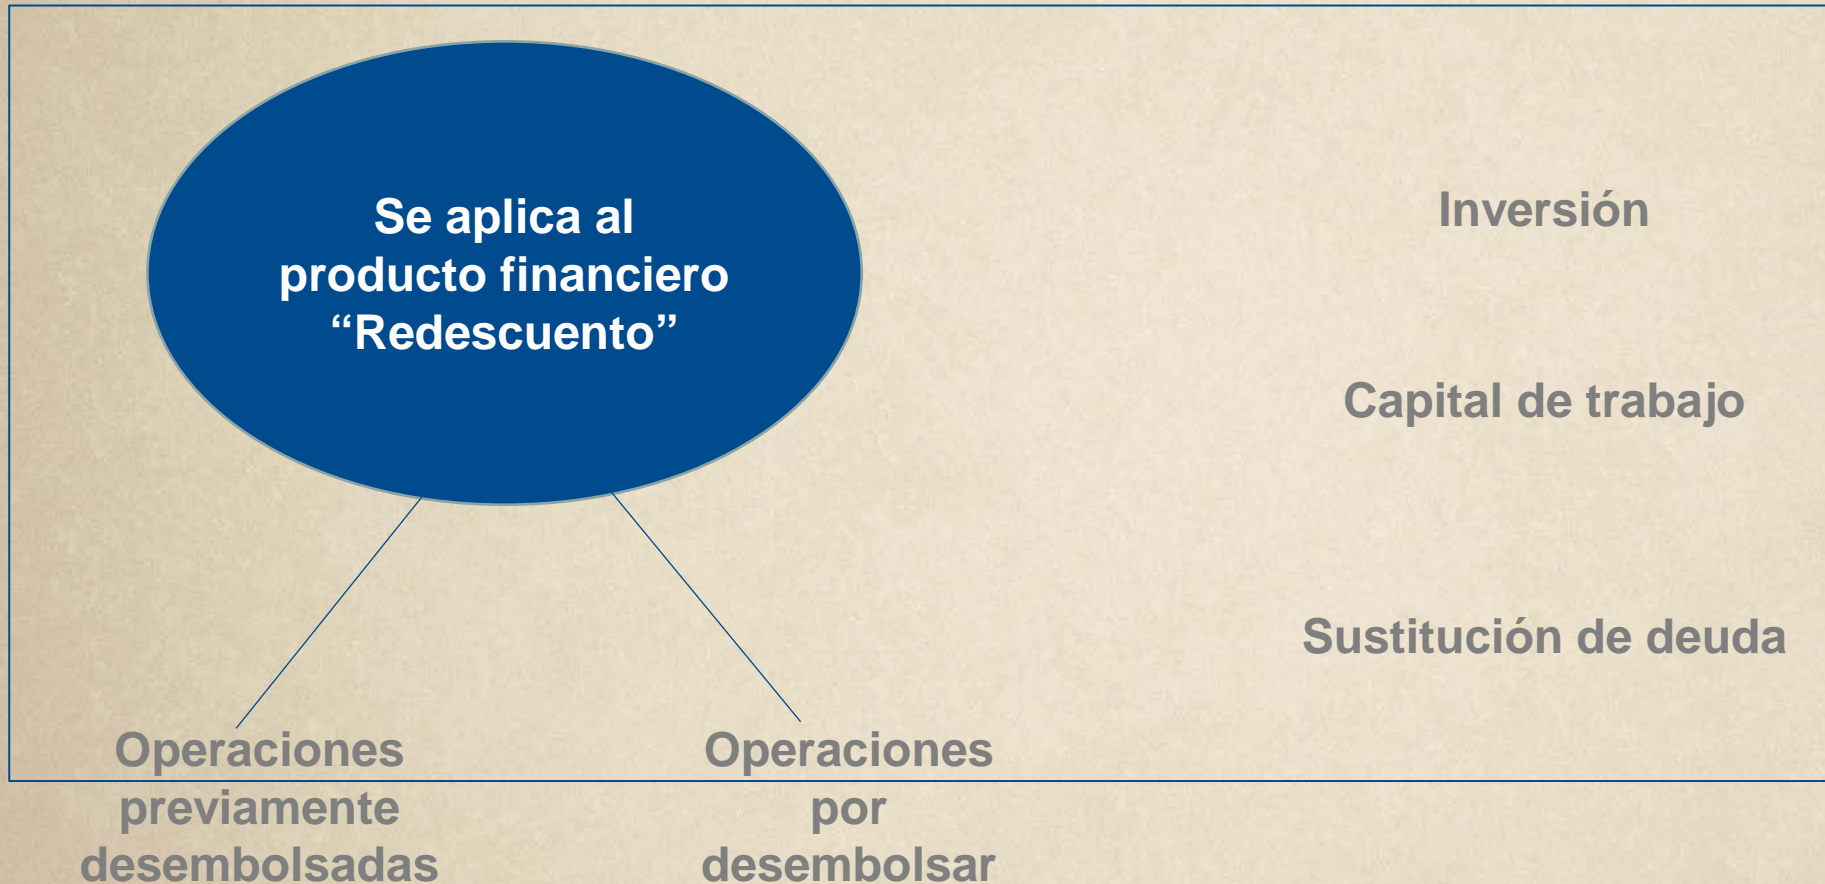 Se aplica al
producto financiero
“Redescuento”
Inversión
Capital de trabajo
Sustitución de deuda
Operaciones
previamente
desembolsadas
Operaciones
por
desembolsar